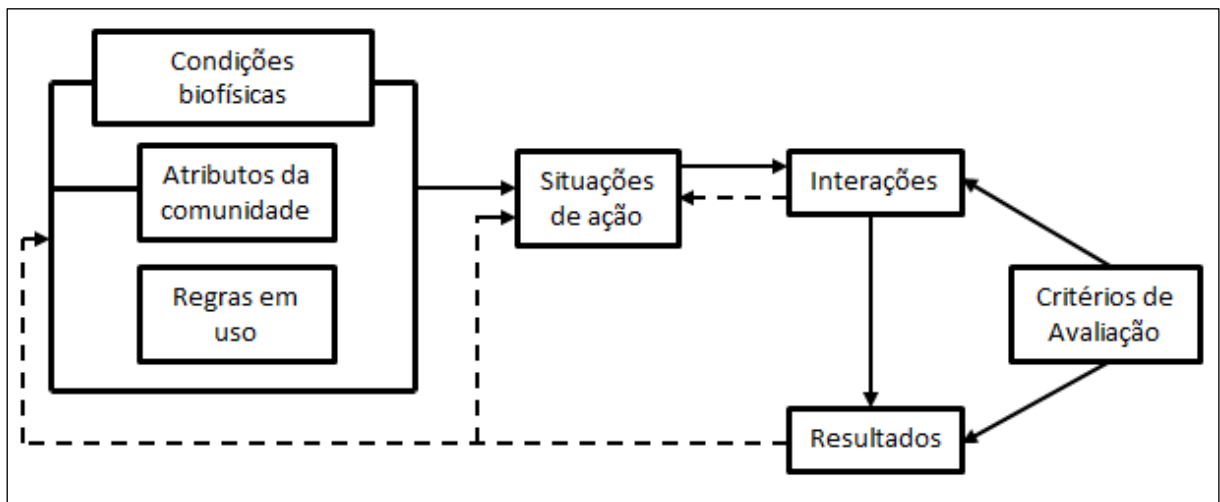 Condições
biofísicas
Atributos da
comunidade
Regras em
uso
Situações
de ação
Interações
Critérios de
Avaliação
Resultados